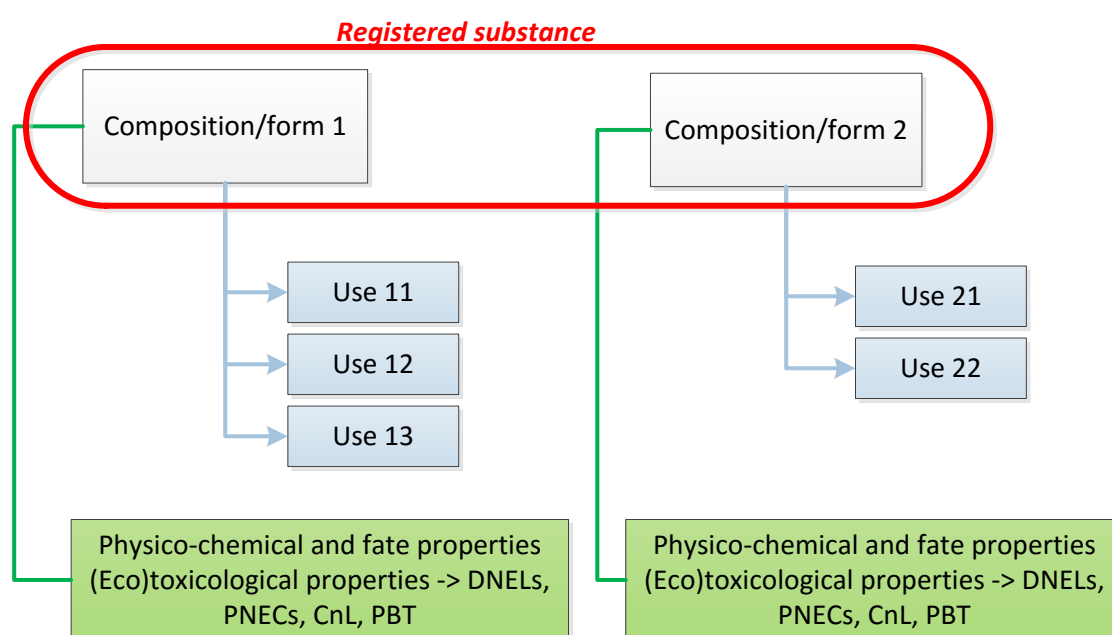 Registered substance
Composition/form 1
Composition/form 2
Use 11
Use 12
Use 13
Use 21
Use 22
Physico-chemical and fate properties
(Eco)toxicological properties -> DNELs,
PNECs, CnL, PBT
Physico-chemical and fate properties
(Eco)toxicological properties -> DNELs,
PNECs, CnL, PBT